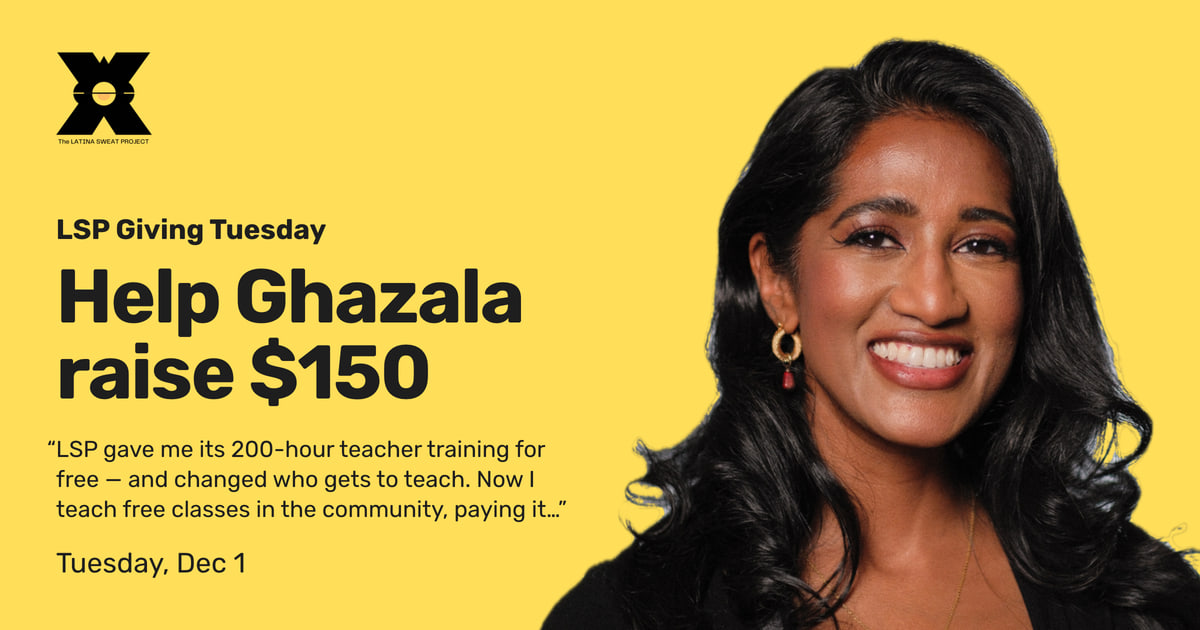 The LATINA SWEAT PROJECT
LSP Giving Tuesday
Help Ghazala
raise $150
“LSP gave me its 200-hour teacher training for
free — and changed who gets to teach. Now I
teach free classes in the community, paying it…”
Tuesday, Dec 1